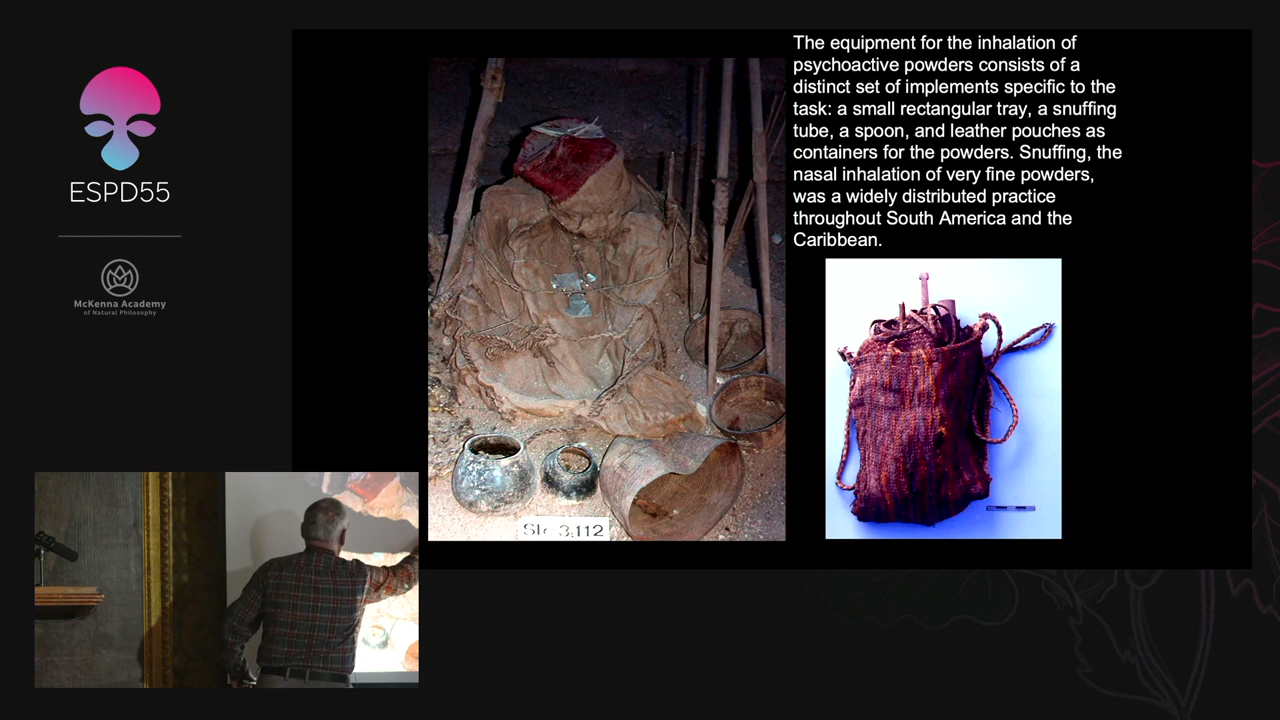 ESPD55
McKenna Academy
of Natural Philosophy
The equipment for the inhalation of
psychoactive powders consists of a
distinct set of implements specific to the
task: a small rectangular tray, a snuffing
tube, a spoon, and leather pouches as
containers for the powders. Snuffing, the
nasal inhalation of very fine powders,
was a widely distributed practice
throughout South America and the
Caribbean.